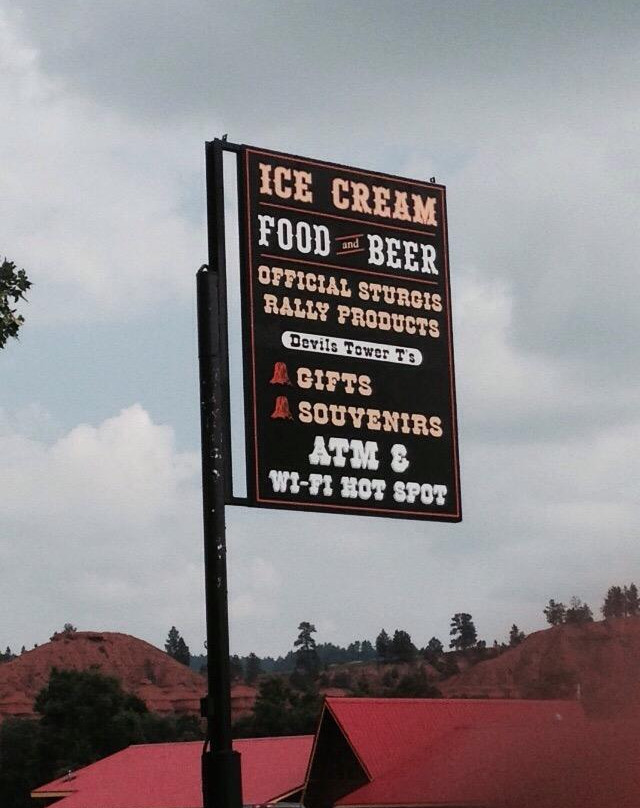 ICE CREAM
FOOD and BEER
OFFICIAL STURGIS
RALLY PRODUCTS
Devils Tower T's
GIFTS
SOUVENIRS
ATM &
WI-FI HOT SPOT